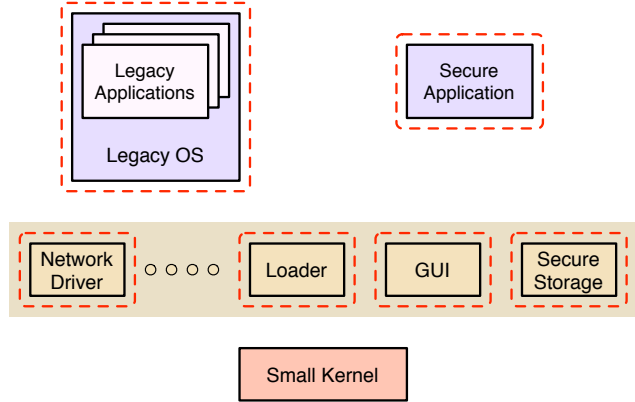 Legacy
Applications
Legacy OS
Secure
Application
Network
Driver
Loader
GUI
Secure
Storage
Small Kernel